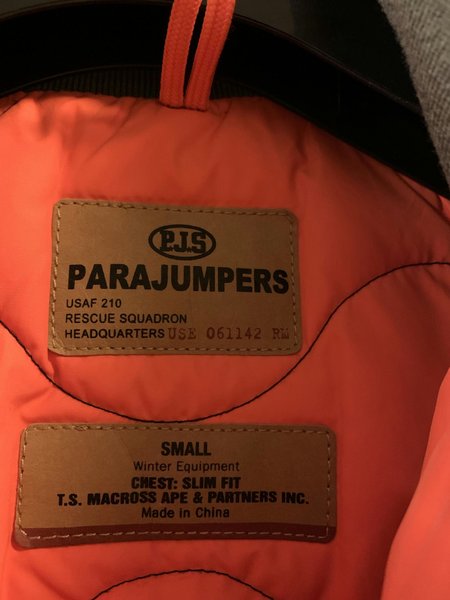 P.J.S
PARAJUMPERS
USAF 210
RESCUE SQUADRON
HEADQUARTERS USE 061142 RM
SMALL
Winter Equipment
CHEST: SLIM FIT
T.S. MACROSS APE & PARTNERS INC.
Made in China